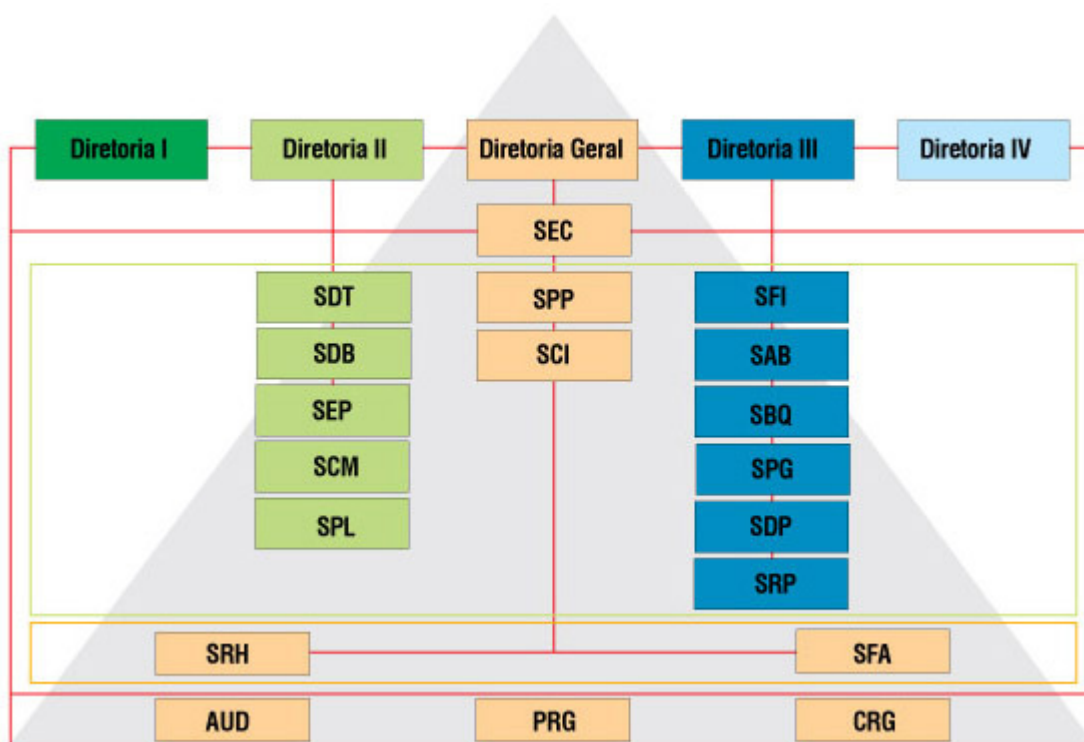 Diretoria I
Diretoria II
Diretoria Geral
Diretoria III
Diretoria IV
SEC
SDT
SPP
SFI
SDB
SCI
SAB
SEP
SBQ
SCM
SPG
SPL
SDP
SRP
SRH
SFA
AUD
PRG
CRG